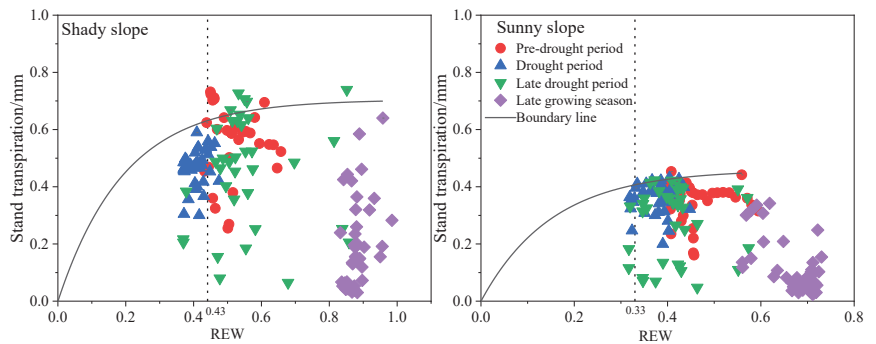 Shady slope
Stand transpiration/mm
1.0
0.8
0.6
0.4
0.2
0.0
0.0
0.2
0.4
0.43
0.6
0.8
1.0
REW
Sunny slope
Pre-drought period
Drought period
Late drought period
Late growing season
Boundary line
Stand transpiration/mm
1.0
0.8
0.6
0.4
0.2
0.0
0.0
0.2
0.33
0.4
0.6
0.8
REW